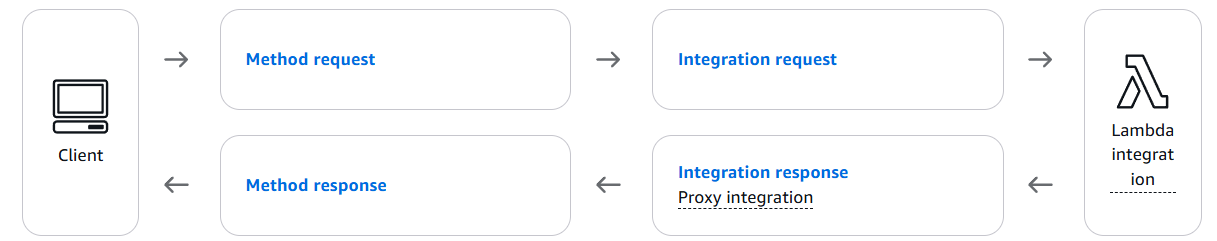 Client
Method request
Integration request
Method response
Integration response
Proxy integration
Lambda
integrat
ion